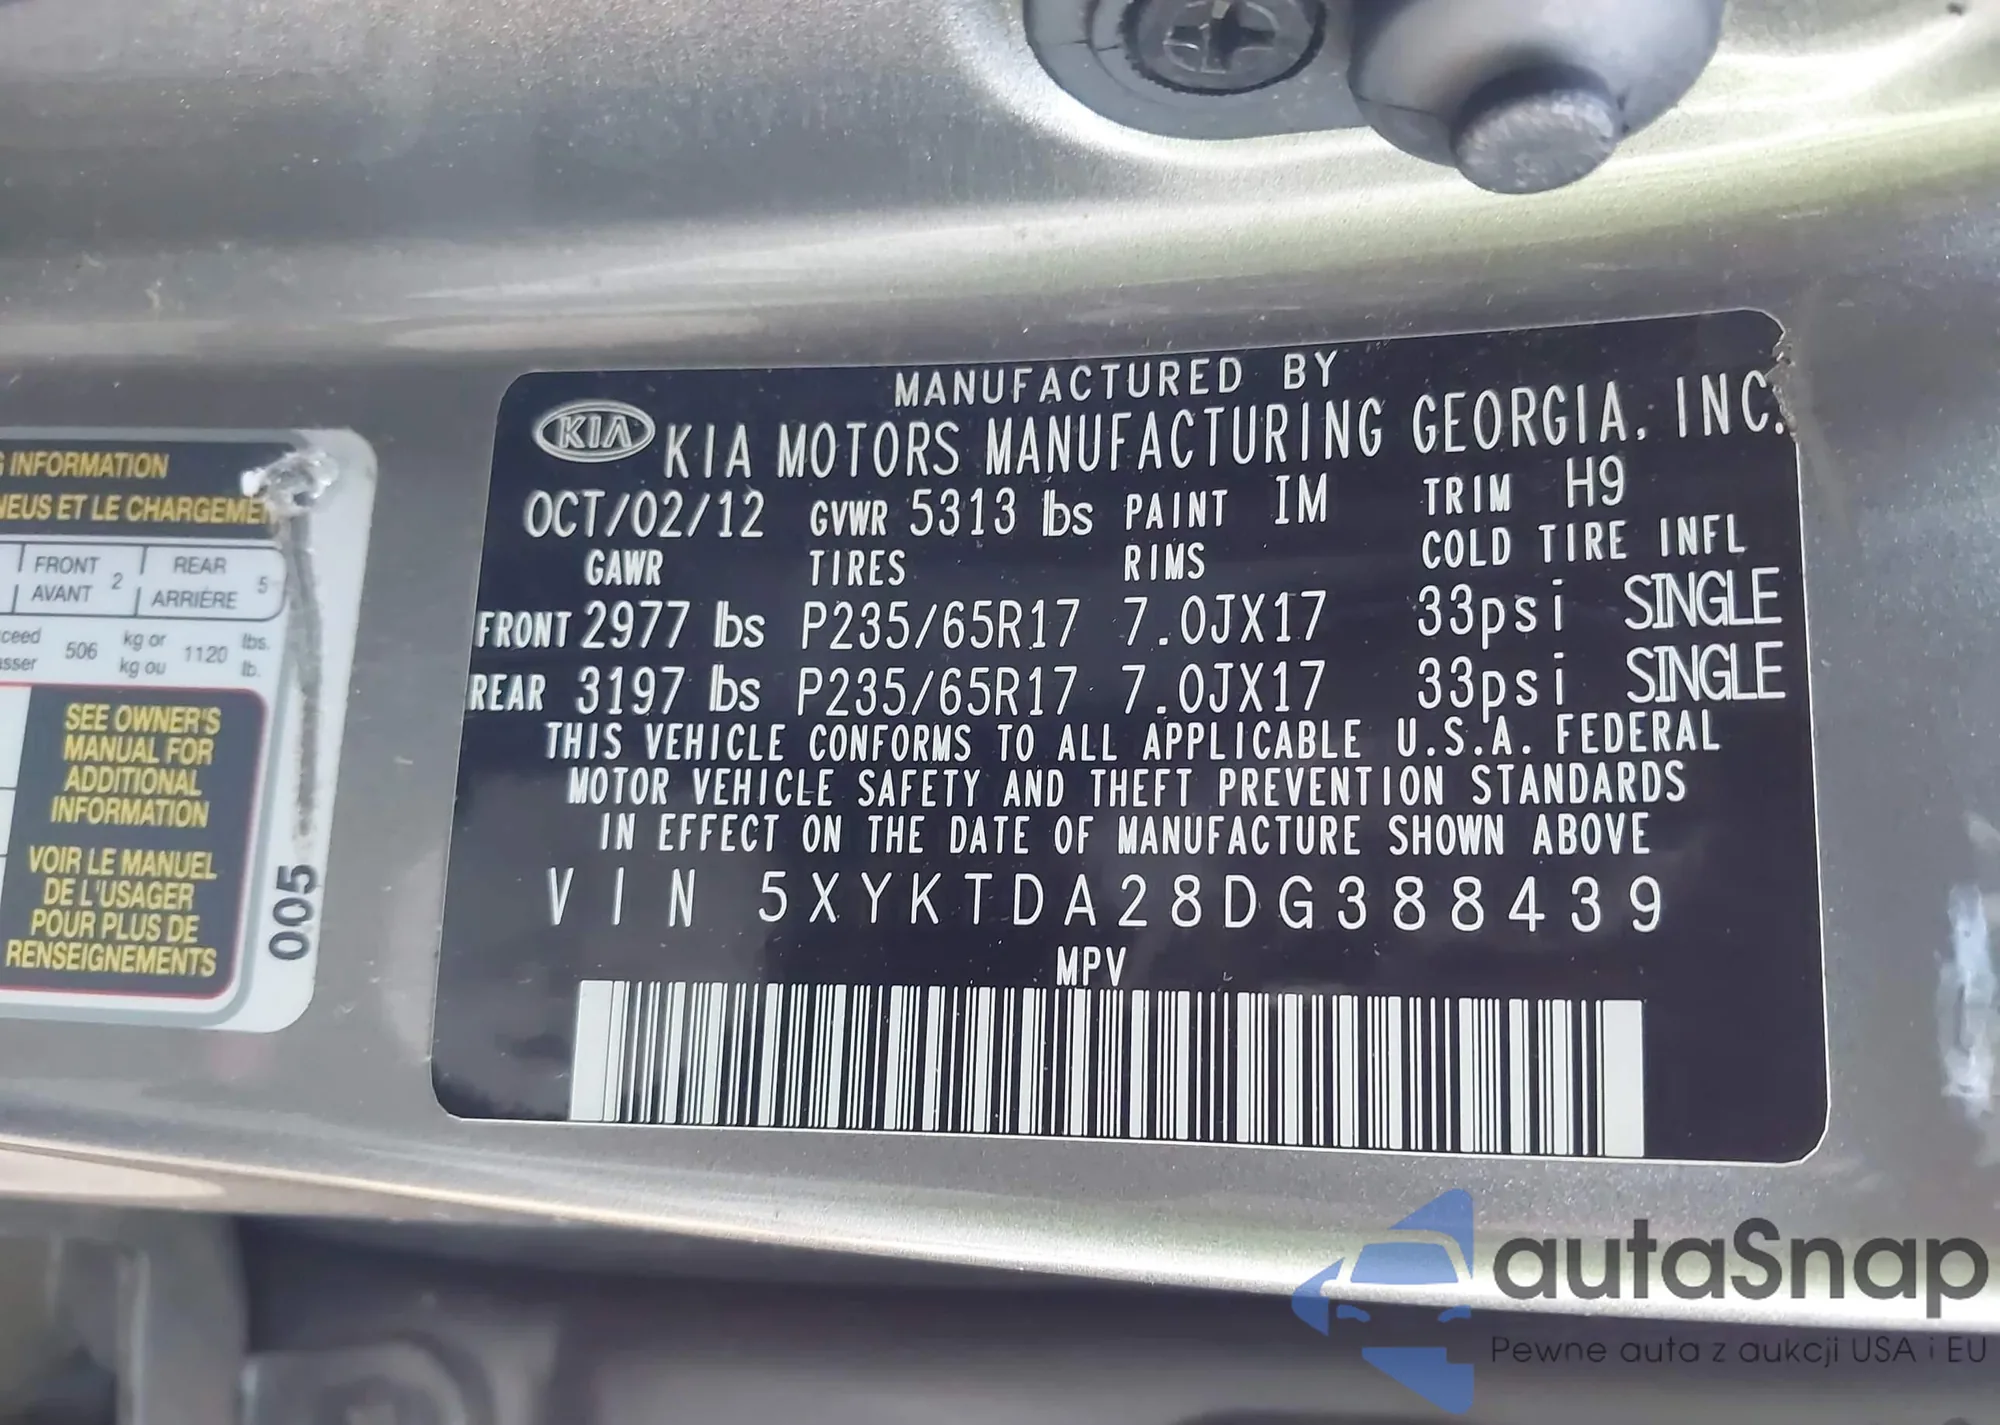 MANUFACTURED BY
KIA KIA MOTORS MANUFACTURING GEORGIA, INC.
OCT/02/12 GVWR 5313 lbs PAINT IM TRIM H9
GAWR TIRES RIMS COLD TIRE INFL
FRONT 2977 lbs P235/65R17 7.0JX17 33psi SINGLE
REAR 3197 lbs P235/65R17 7.0JX17 33psi SINGLE
THIS VEHICLE CONFORMS TO ALL APPLICABLE U.S.A. FEDERAL
MOTOR VEHICLE SAFETY AND THEFT PREVENTION STANDARDS
IN EFFECT ON THE DATE OF MANUFACTURE SHOWN ABOVE
VIN 5XYKTDA28DG388439
MPV
INFORMATION
ET LE CHARGEMENT
FRONT 2 REAR 5
AVANT ARRIÈRE
506 kg or 1120 lbs.
kg ou lb.
SEE OWNER'S
MANUAL FOR
ADDITIONAL
INFORMATION
VOIR LE MANUEL
DE L'USAGER
POUR PLUS DE
RENSEIGNEMENTS
005
autaSnap
Pewne auta z aukcji USA i EU